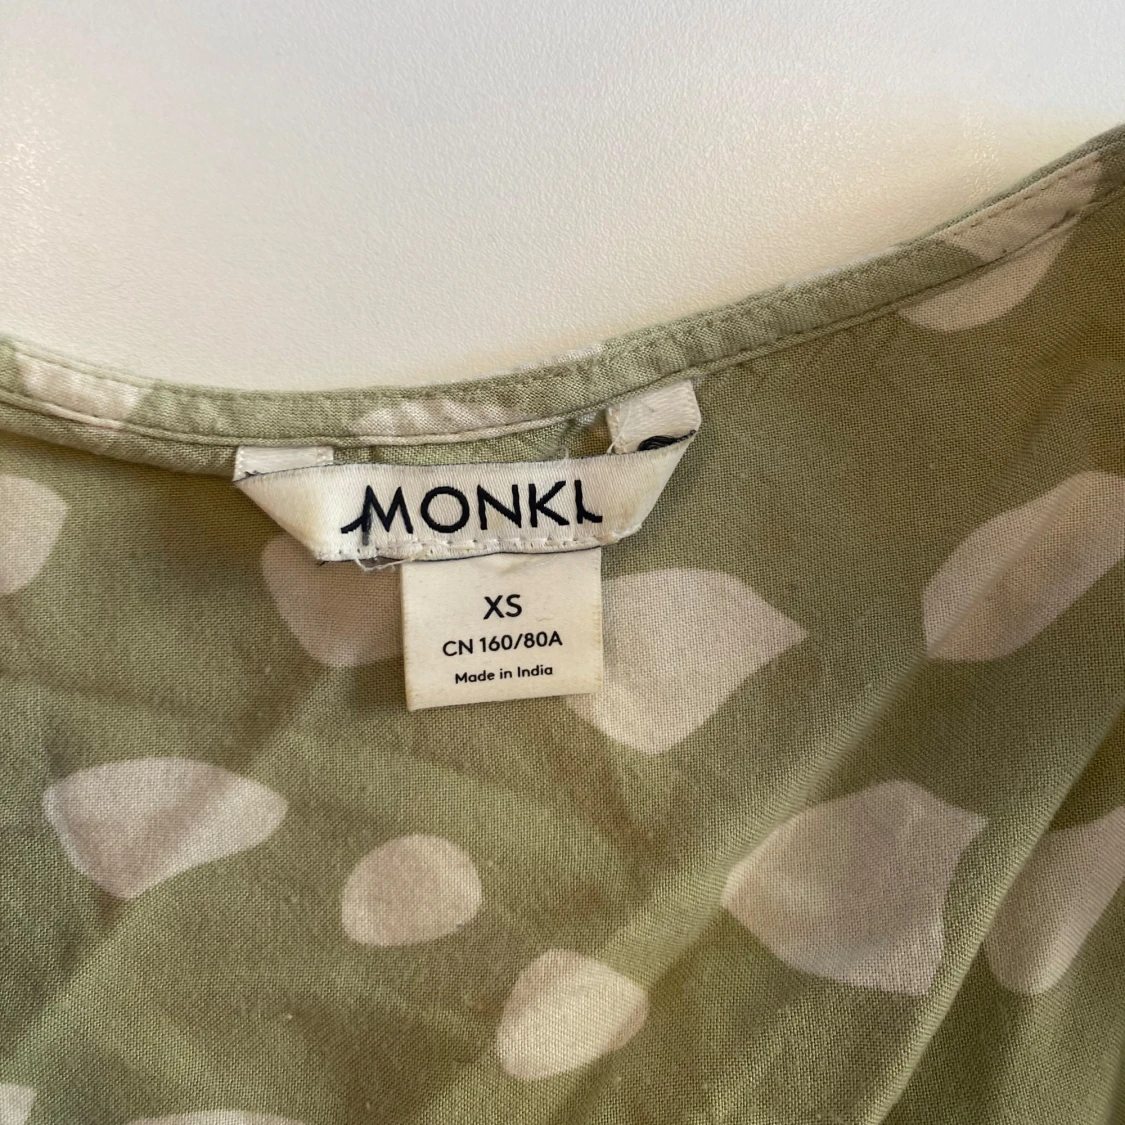 MONKI
XS
CN 160/80A
Made in India